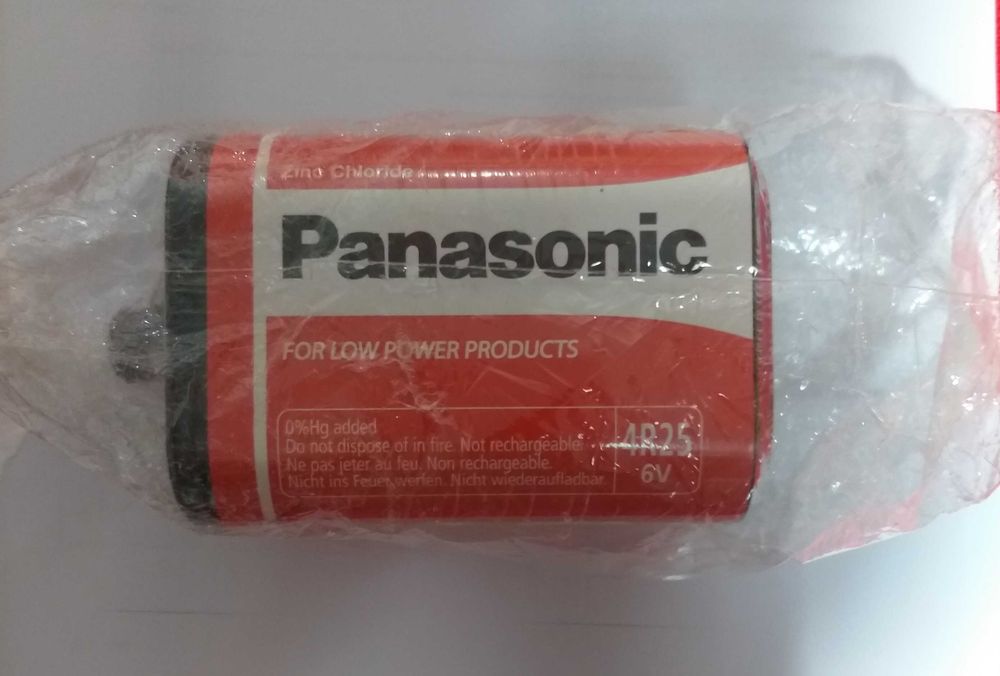 Zinc Chloride
Panasonic
FOR LOW POWER PRODUCTS
0%Hg added
Do not dispose of in fire. Not rechargeable.
Ne pas jeter au feu. Non rechargeable.
Nicht ins Feuer werfen. Nicht wiederaufladbar.
4R25
6V